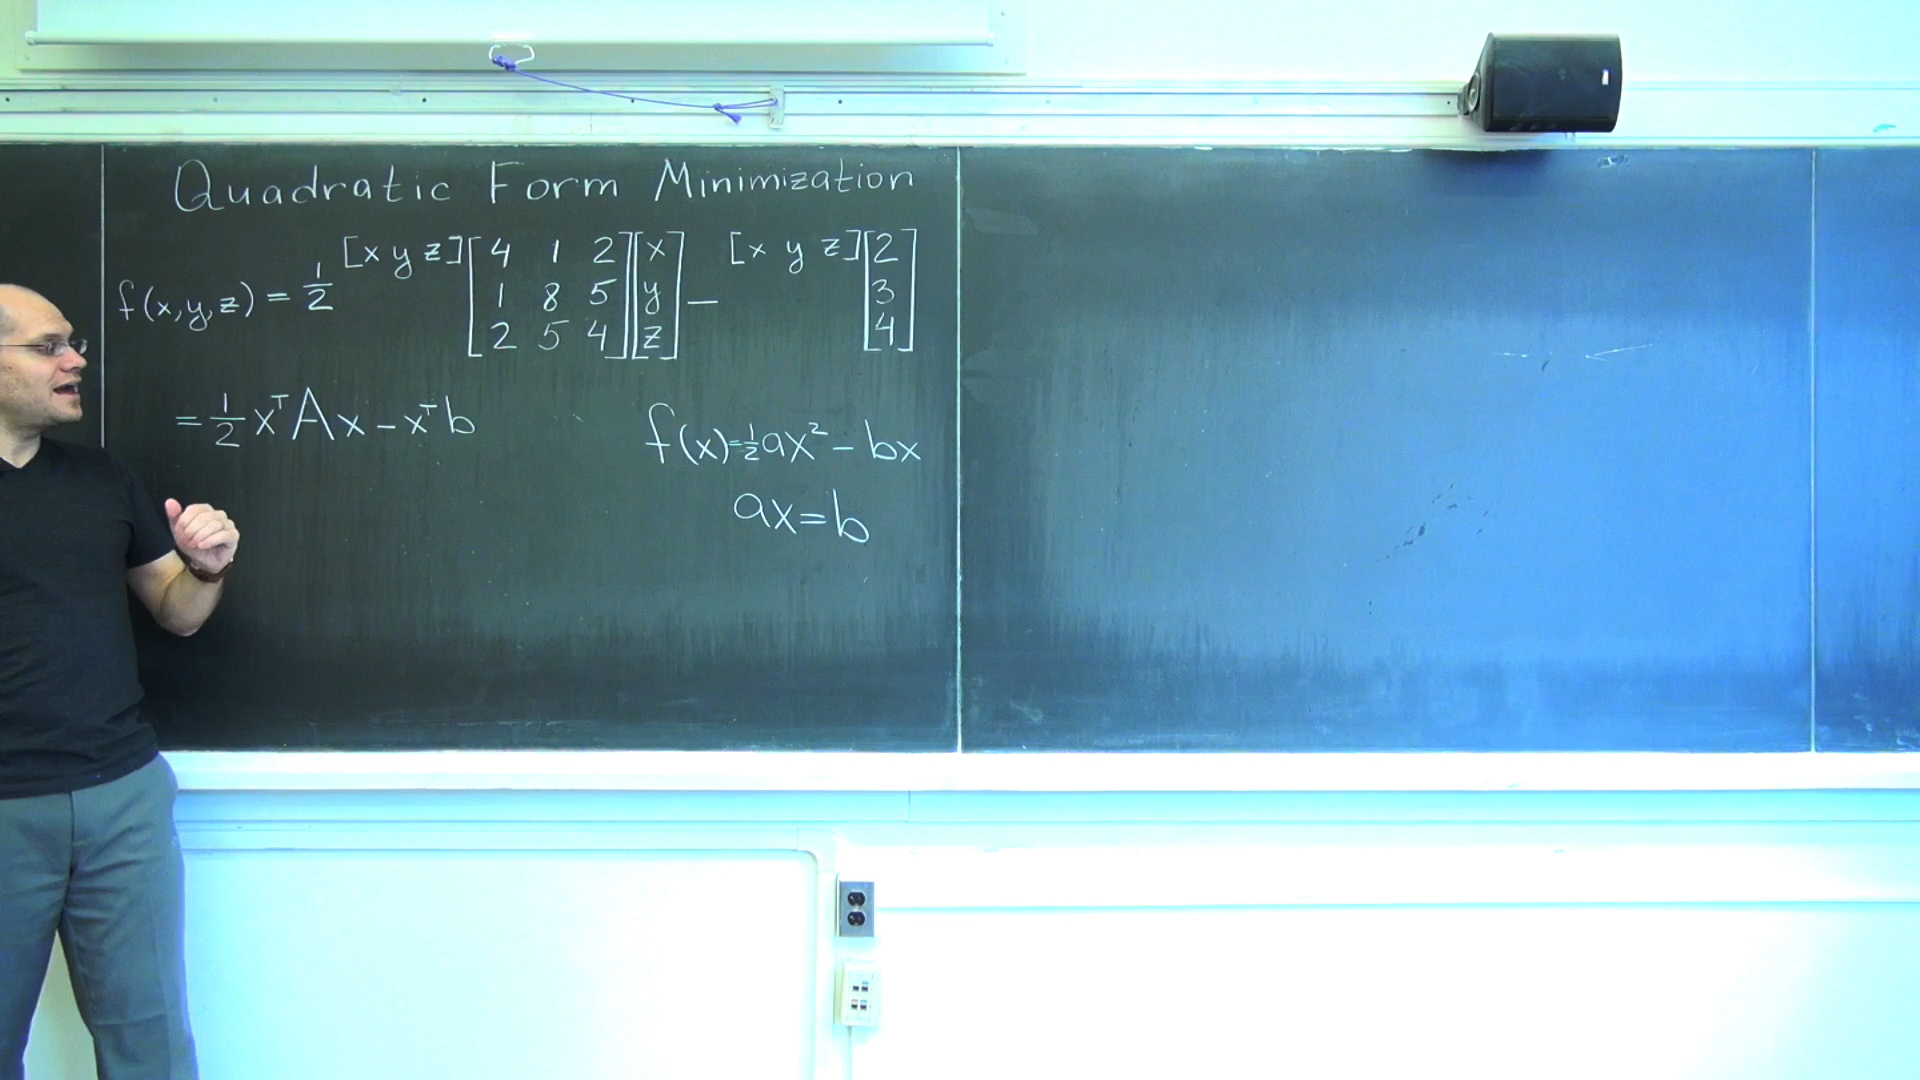 Quadratic Form Minimization
f(x,y,z) = 1/2 [x y z] [4 1 2; 1 8 5; 2 5 4] [x; y; z] − [x y z] [2; 3; 4]
= 1/2 xᵀAx − xᵀb
f(x)=1/2 ax² − bx
ax=b